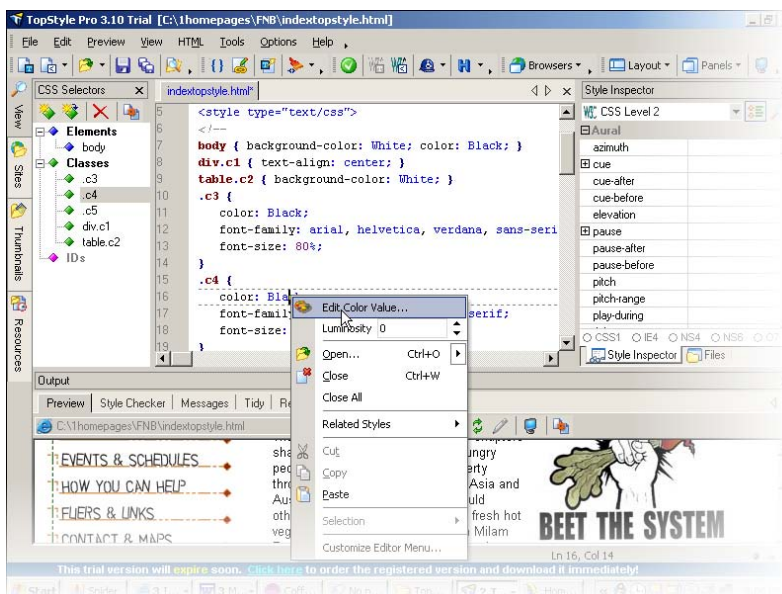 TopStyle Pro 3.10 Trial [C:\1homepages\FNB\indextopstyle.html]
File Edit Preview View HTML Tools Options Help
Browsers Layout Panels
CSS Selectors x
Elements
body
Classes
.c3
.c4
.c5
div.c1
table.c2
IDs
View
Sites
Thumbnails
Resources
indextopstyle.html*
5 <style type="text/css">
6 <!--
7 body { background-color: White; color: Black; }
8 div.c1 { text-align: center; }
9 table.c2 { background-color: White; }
10 .c3 {
11 color: Black;
12 font-family: arial, helvetica, verdana, sans-seri
13 font-size: 80%;
14 }
15 .c4 {
16 color: Bla
17 font-famil serif;
18 font-size:
19 }
Edit Color Value...
Luminosity 0
Open... Ctrl+O
Close Ctrl+W
Close All
Related Styles
Cut
Copy
Paste
Selection
Customize Editor Menu...
Style Inspector
CSS Level 2
Aural
azimuth
cue
cue-after
cue-before
elevation
pause
pause-after
pause-before
pitch
pitch-range
play-during
CSS1 IE4 NS4 NS6
Style Inspector Files
Output
Preview Style Checker Messages Tidy Re
C:\1homepages\FNB\indextopstyle.html
EVENTS & SCHEDULES
HOW YOU CAN HELP
FLIERS & LINKS
CONTACT & MAPS
sha ungry
peo erty
thro Asia and
Aus uld
oth fresh hot
veg Milam
BEET THE SYSTEM
Ln 16, Col 14
This trial version will expire soon. Click here to order the registered version and download it immediately!
Start